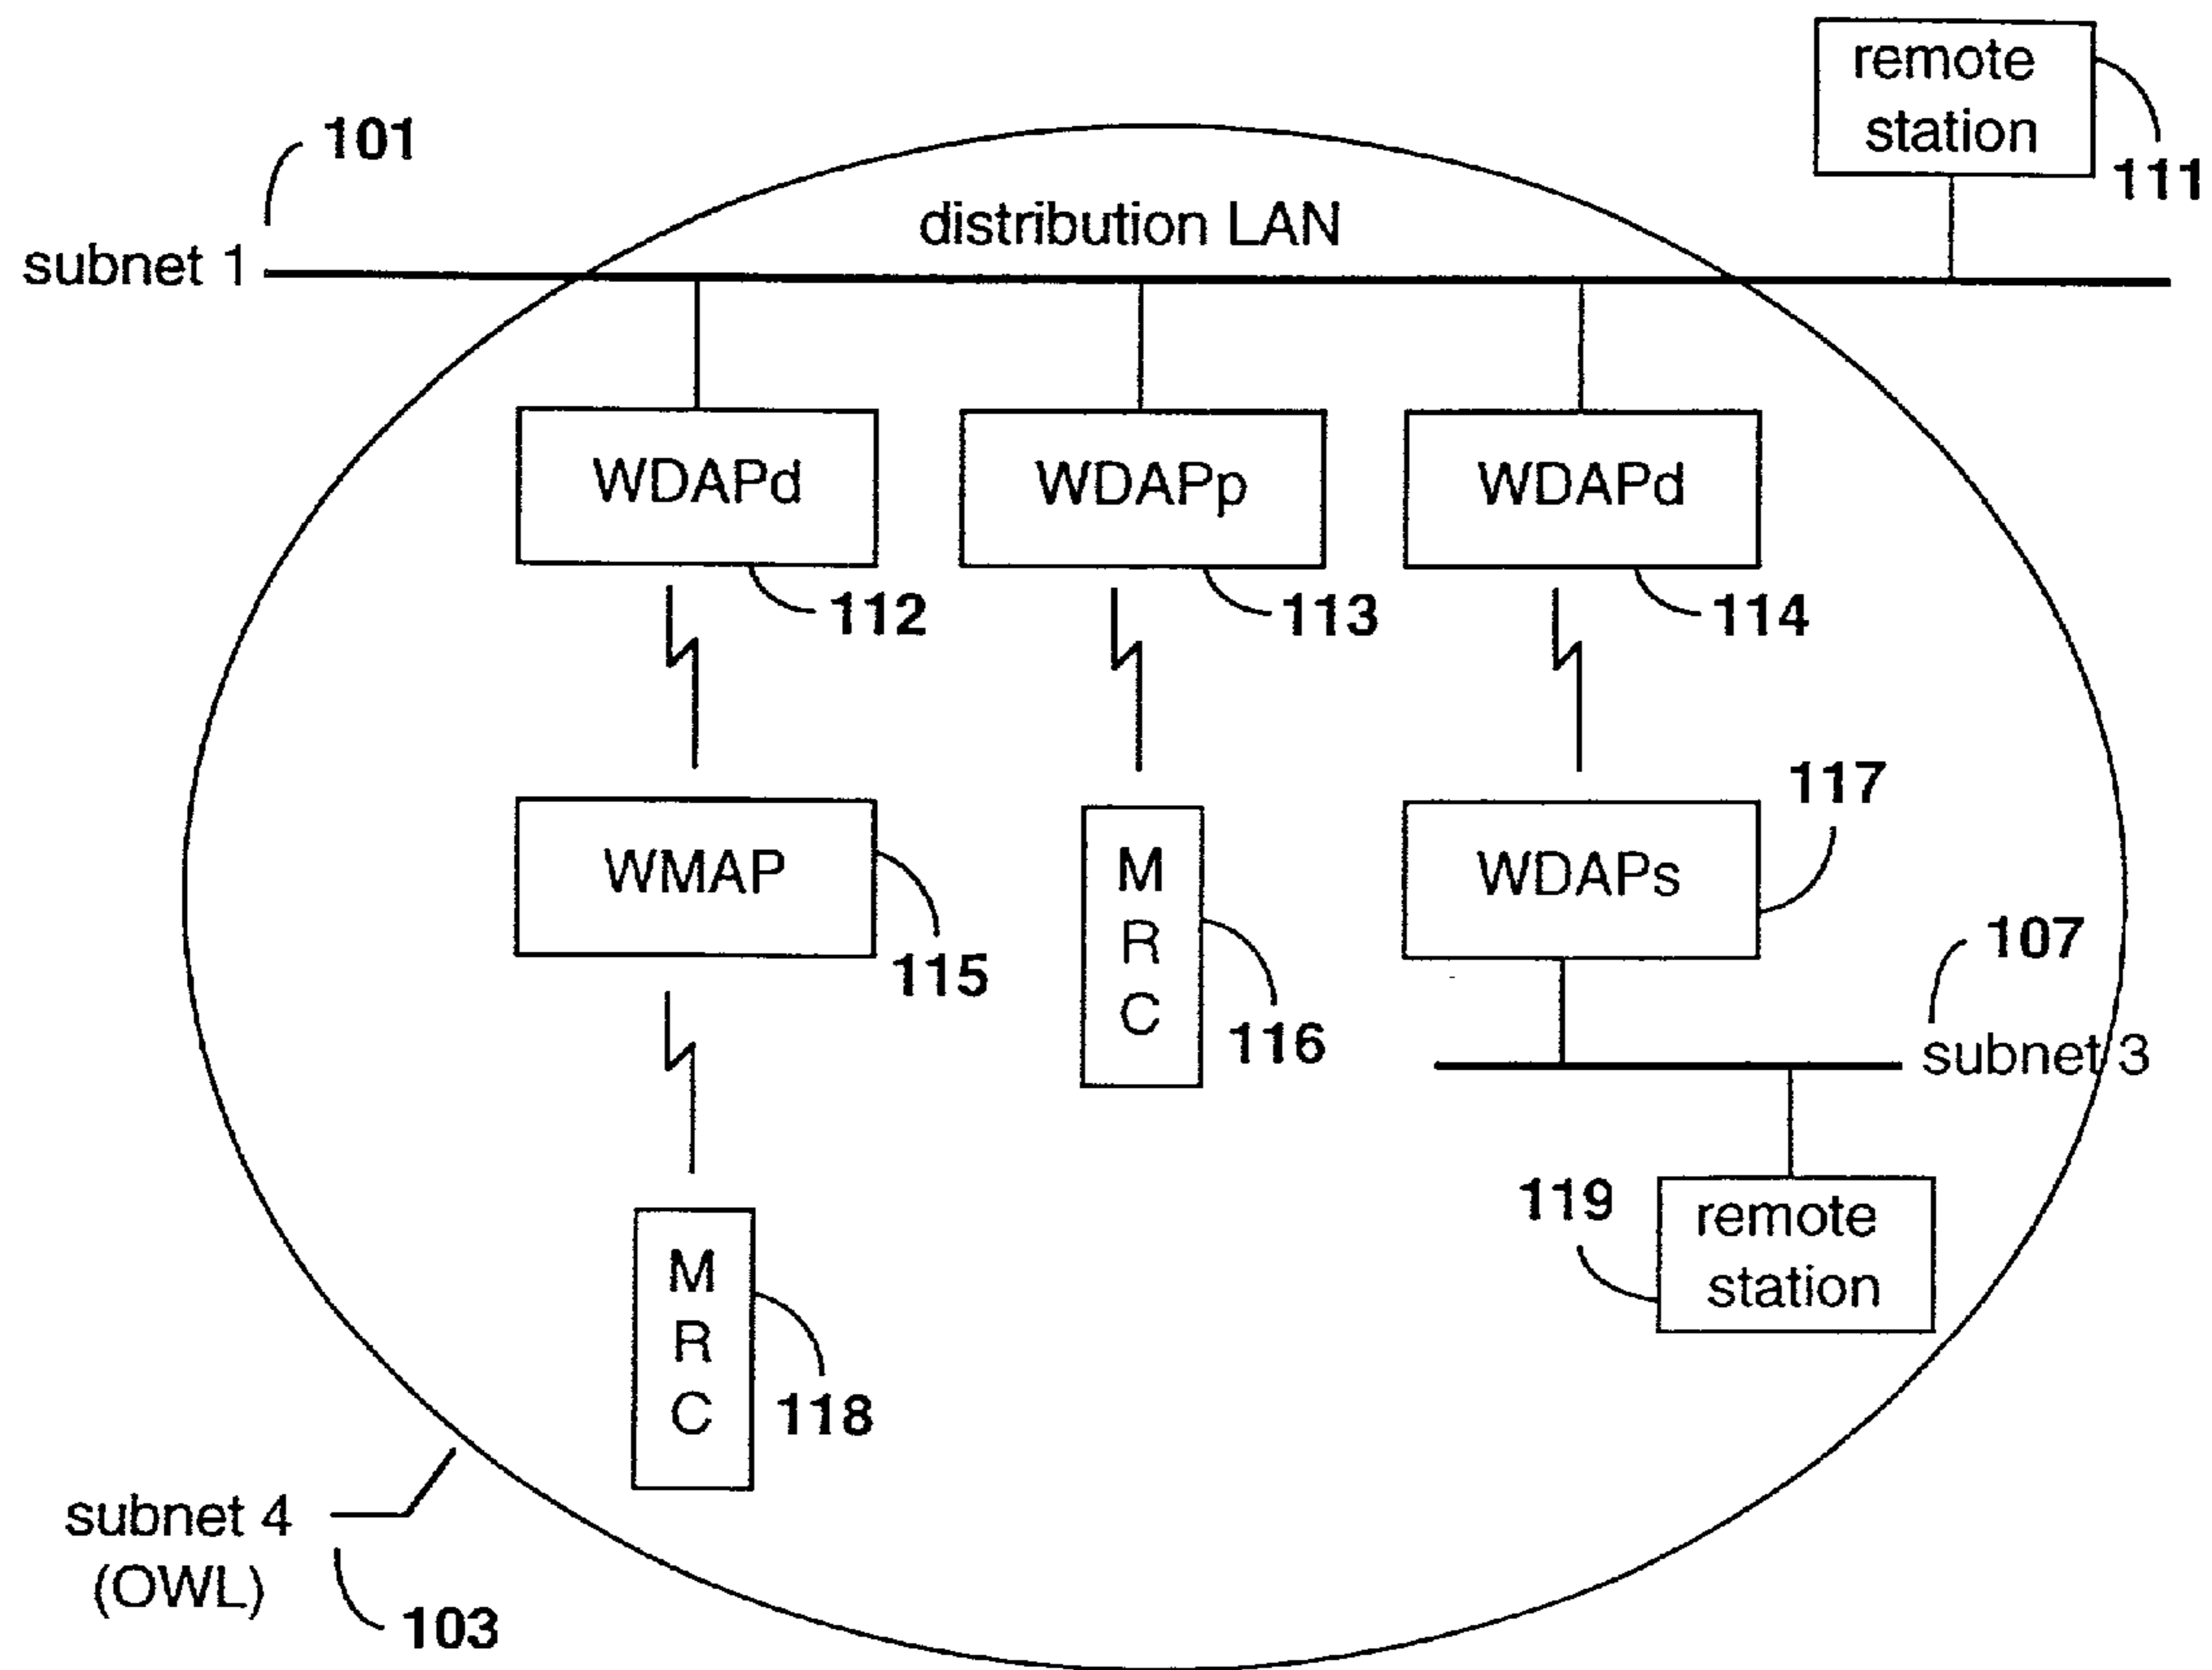 remote
station
111
101
distribution LAN
subnet 1
WDAPd
WDAPp
WDAPd
112
113
114
117
WMAP
M
R
C
WDAPs
115
116
107
subnet 3
119
remote
station
M
R
C
118
subnet 4
(OWL)
103